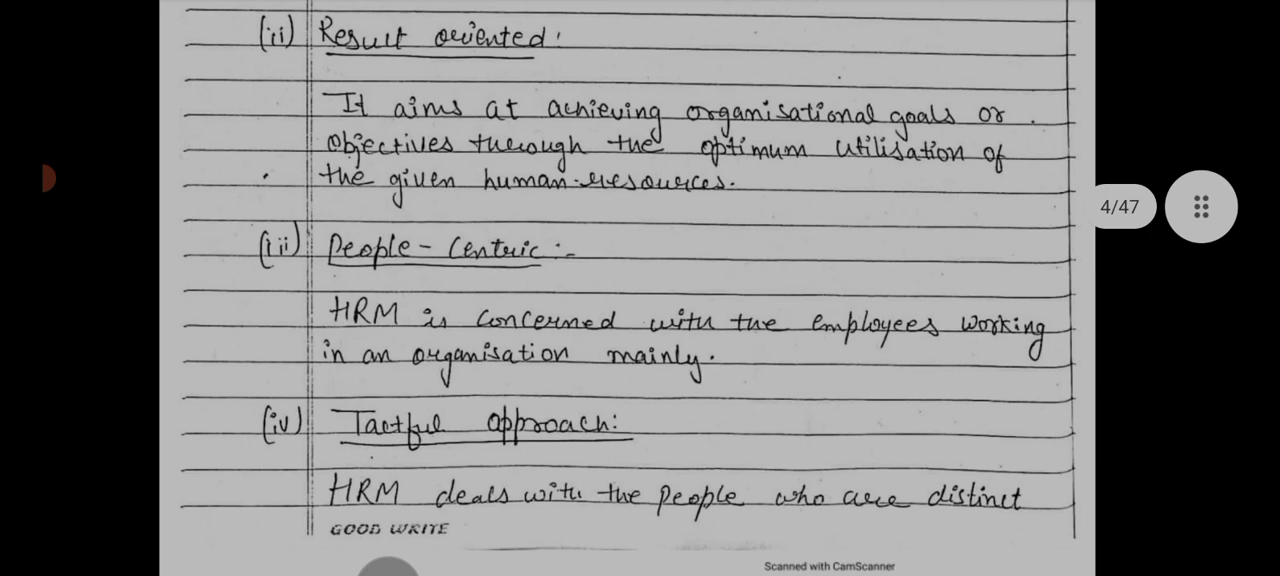 (ii) Result oriented:
It aims at achieving organisational goals or
objectives through the optimum utilisation of
the given human-resources.
4/47
(iii) People-Centric:-
HRM is concerned with the employees working
in an organisation mainly.
(iv) Tactful approach:
HRM deals with the people who are distinct
GOOD WRITE
Scanned with CamScanner